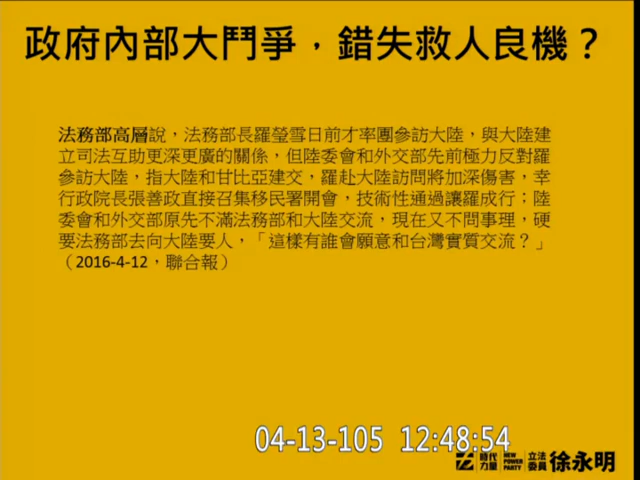 政府內部大鬥爭，錯失救人良機？
法務部高層說，法務部長羅瑩雪日前才率團參訪大陸，與大陸建
立司法互助更深更廣的關係，但陸委會和外交部先前極力反對羅
參訪大陸，指大陸和甘比亞建交，羅赴大陸訪問將加深傷害，幸
行政院長張善政直接召集移民署開會，技術性通過讓羅成行；陸
委會和外交部原先不滿法務部和大陸交流，現在又不問事理，硬
要法務部去向大陸要人，「這樣有誰會願意和台灣實質交流？」
（2016-4-12，聯合報）
04-13-105 12:48:54
時代力量 NEW POWER PARTY 立法委員 徐永明